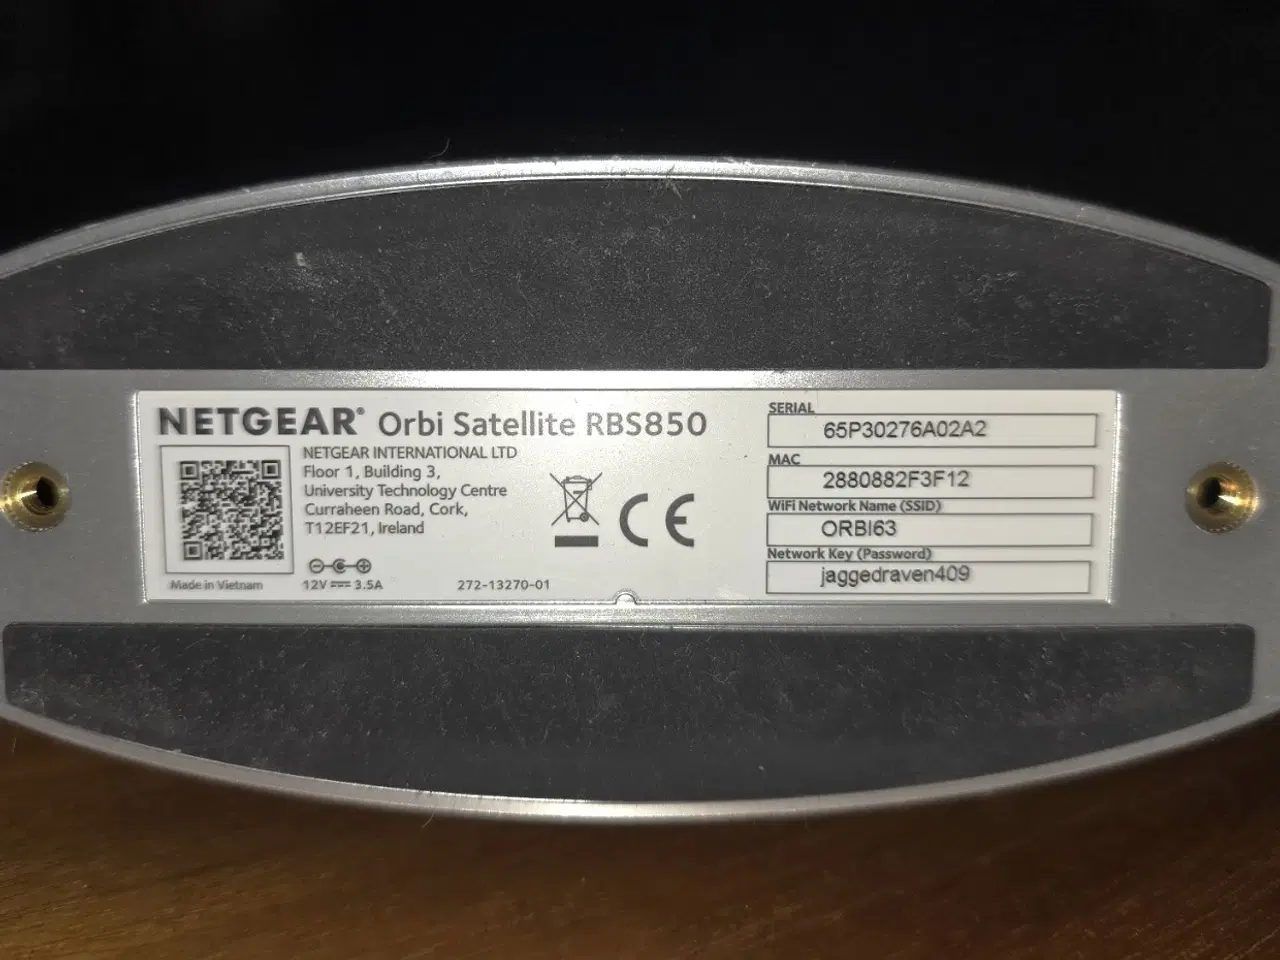 NETGEAR® Orbi Satellite RBS850
NETGEAR INTERNATIONAL LTD
Floor 1, Building 3,
University Technology Centre
Curraheen Road, Cork,
T12EF21, Ireland
Made in Vietnam
12V ⎓ 3.5A
272-13270-01
CE
SERIAL
65P30276A02A2
MAC
2880882F3F12
WiFi Network Name (SSID)
ORBI63
Network Key (Password)
jaggedraven409